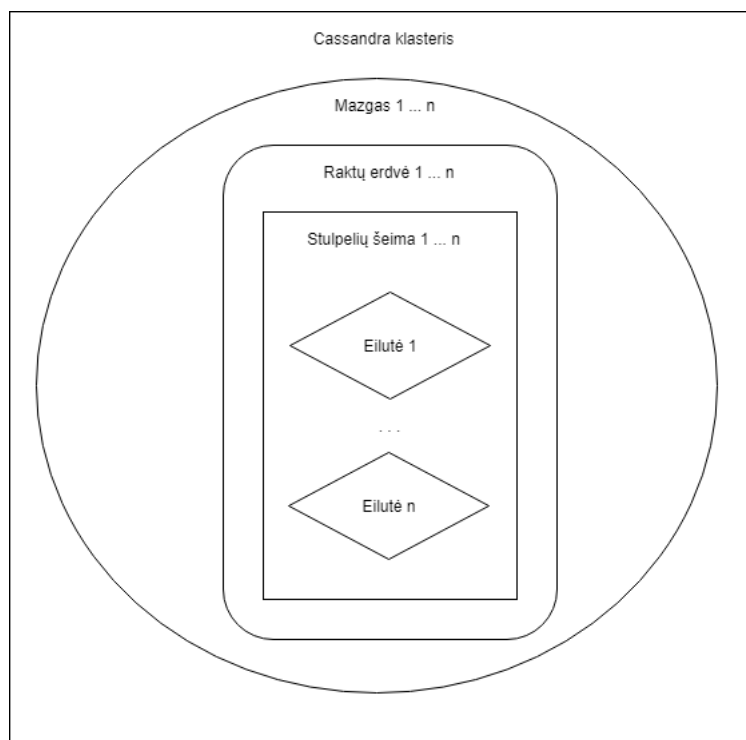 Cassandra klasteris
Mazgas 1 ... n
Raktų erdvė 1 ... n
Stulpelių šeima 1 ... n
Eilutė 1
. . .
Eilutė n